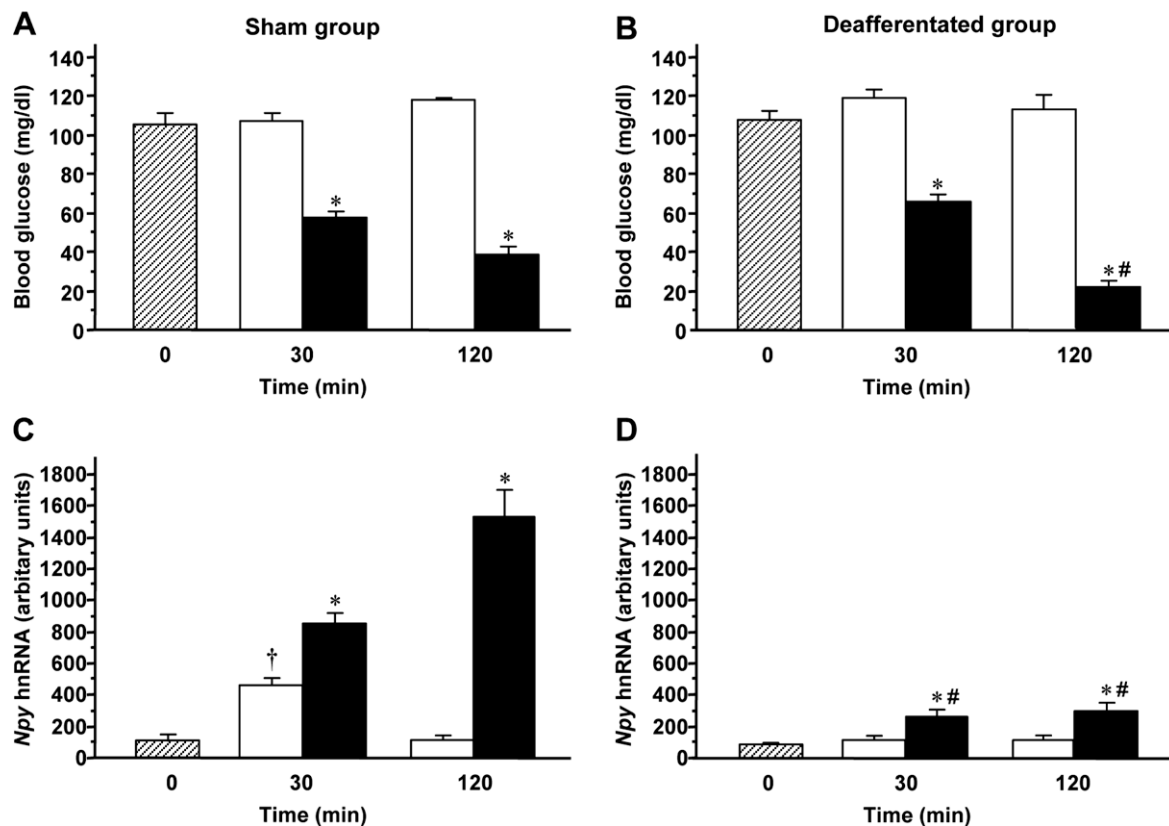 A
Sham group
Blood glucose (mg/dl)
140
120
100
80
60
40
20
0
*
*
0 30 120
Time (min)
B
Deafferentated group
Blood glucose (mg/dl)
140
120
100
80
60
40
20
0
*
*#
0 30 120
Time (min)
C
Npy hnRNA (arbitary units)
1800
1600
1400
1200
1000
800
600
400
200
0
†
*
*
0 30 120
Time (min)
D
Npy hnRNA (arbitary units)
1800
1600
1400
1200
1000
800
600
400
200
0
*#
*#
0 30 120
Time (min)